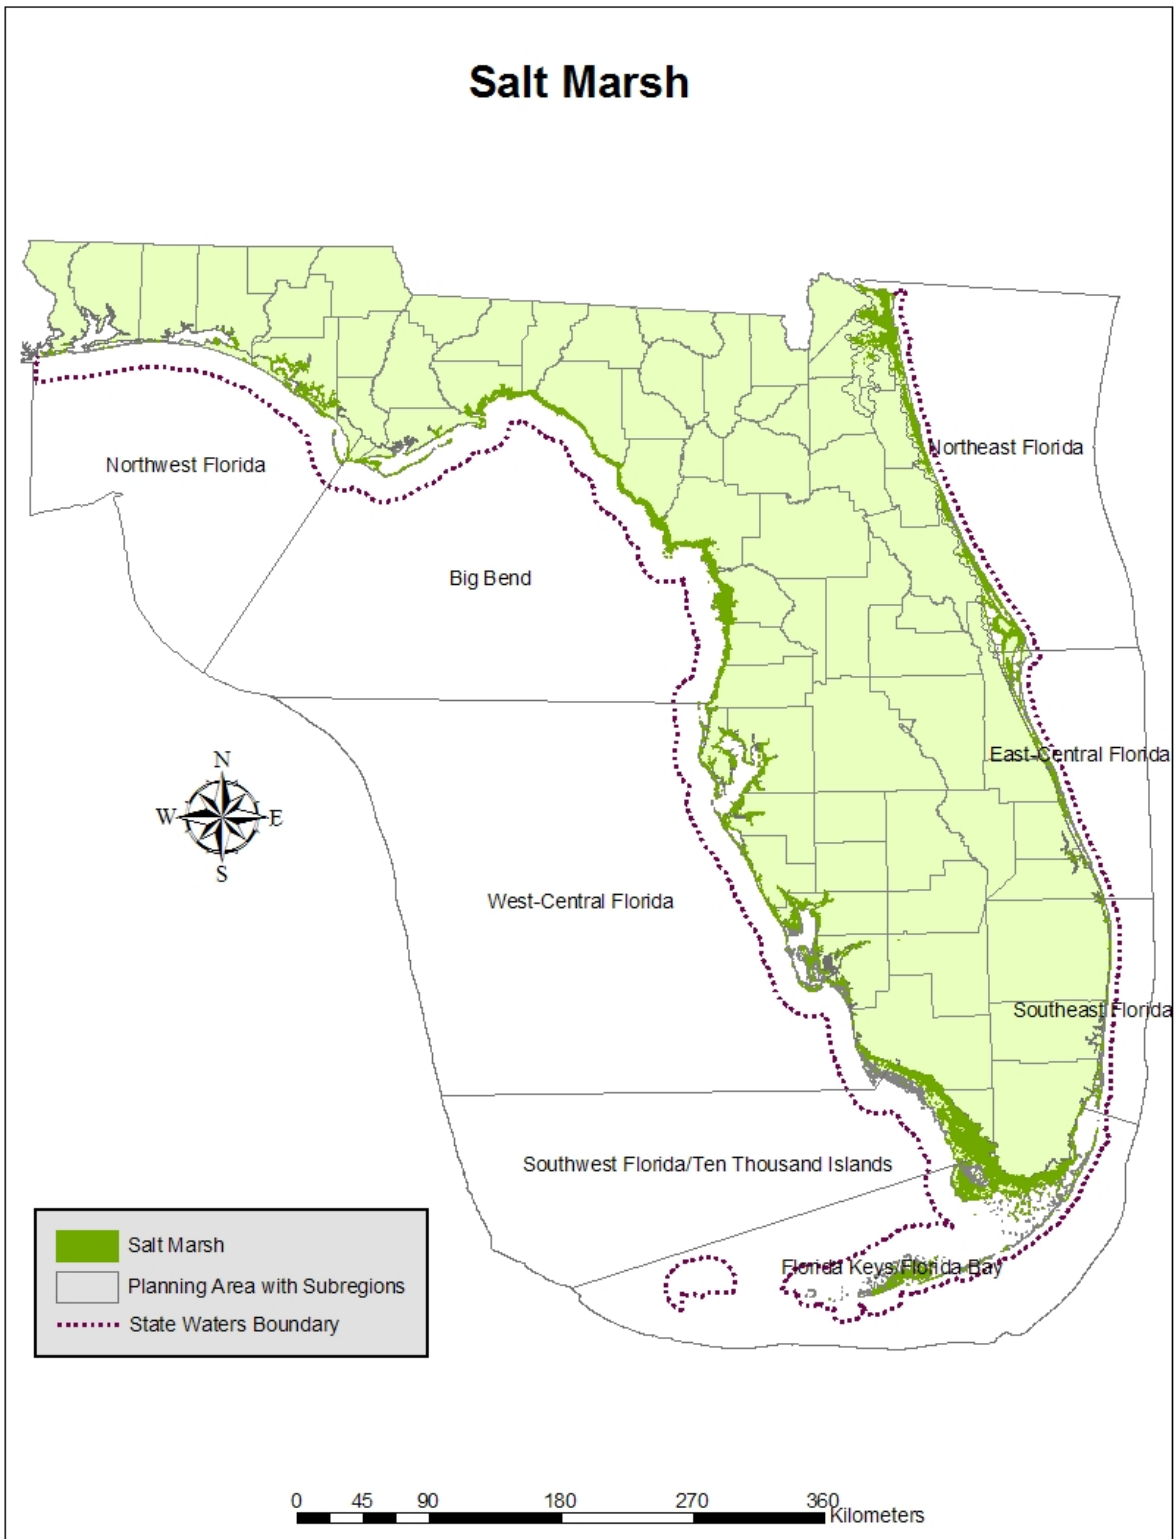 Salt Marsh
Northwest Florida
Northeast Florida
Big Bend
N
W E
S
East-Central Florida
West-Central Florida
Southeast Florida
Southwest Florida/Ten Thousand Islands
Florida Keys/Florida Bay
Salt Marsh
Planning Area with Subregions
State Waters Boundary
0 45 90 180 270 360
Kilometers